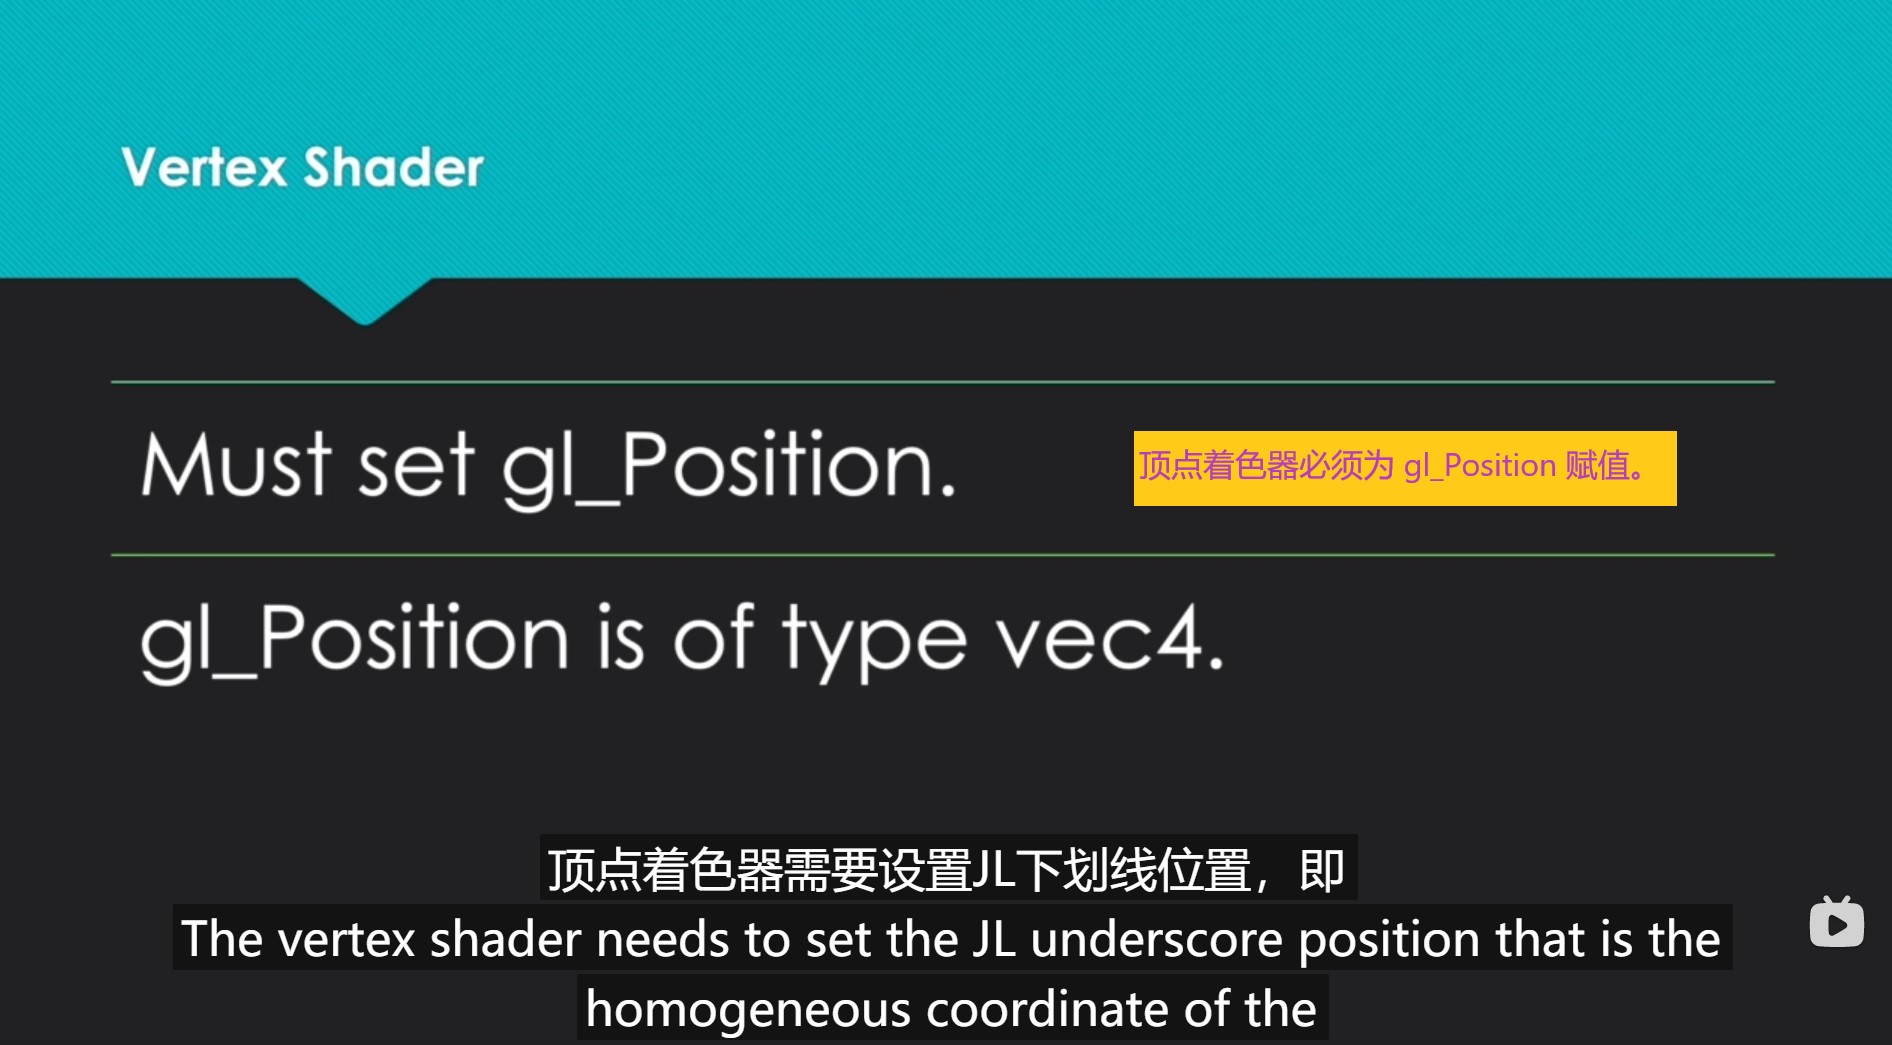 Vertex Shader
Must set gl_Position.
顶点着色器必须为 gl_Position 赋值。
gl_Position is of type vec4.
顶点着色器需要设置JL下划线位置，即
The vertex shader needs to set the JL underscore position that is the
homogeneous coordinate of the